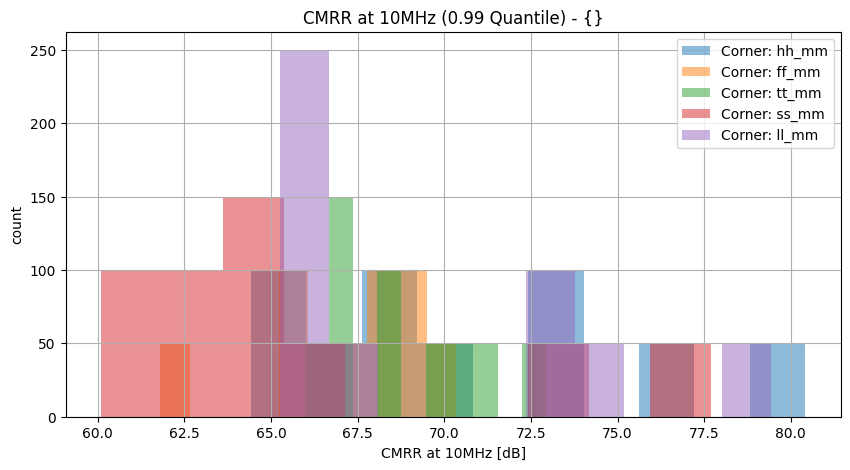 CMRR at 10MHz (0.99 Quantile) - {}
Corner: hh_mm
Corner: ff_mm
Corner: tt_mm
Corner: ss_mm
Corner: ll_mm
count
250
200
150
100
50
0
60.0 62.5 65.0 67.5 70.0 72.5 75.0 77.5 80.0
CMRR at 10MHz [dB]